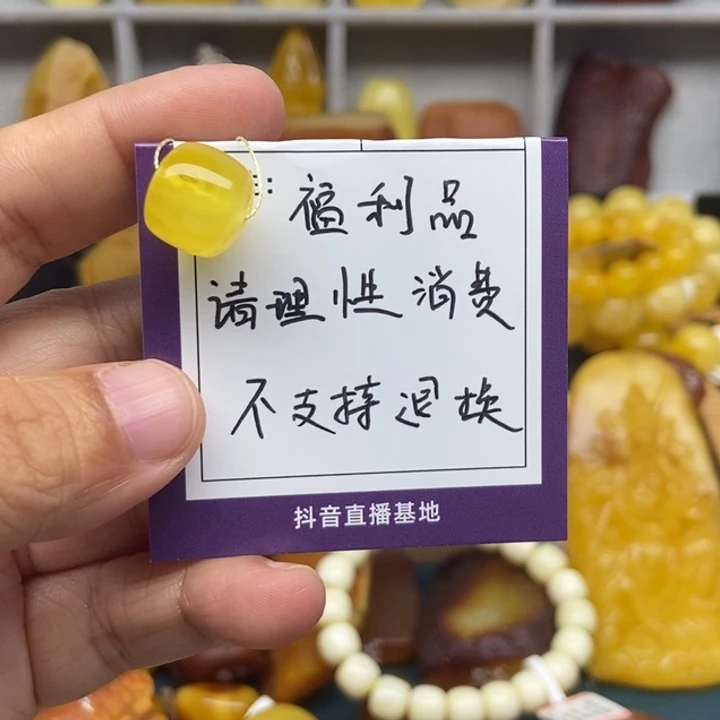 福利品
请理性消费
不支持退换
抖音直播基地